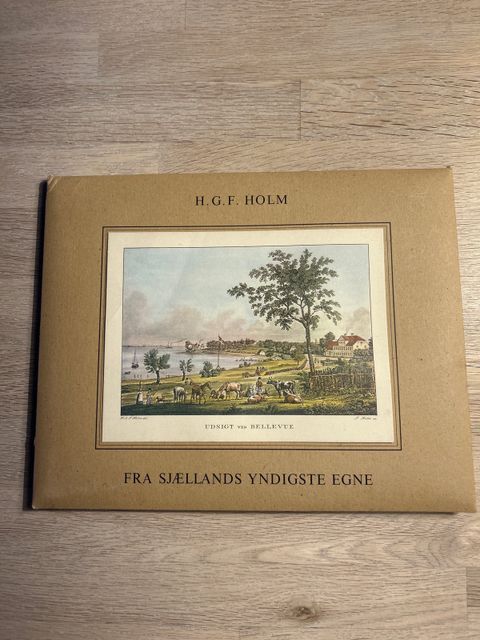 H. G. F. HOLM
UDSIGT VED BELLEVUE
FRA SJÆLLANDS YNDIGSTE EGNE